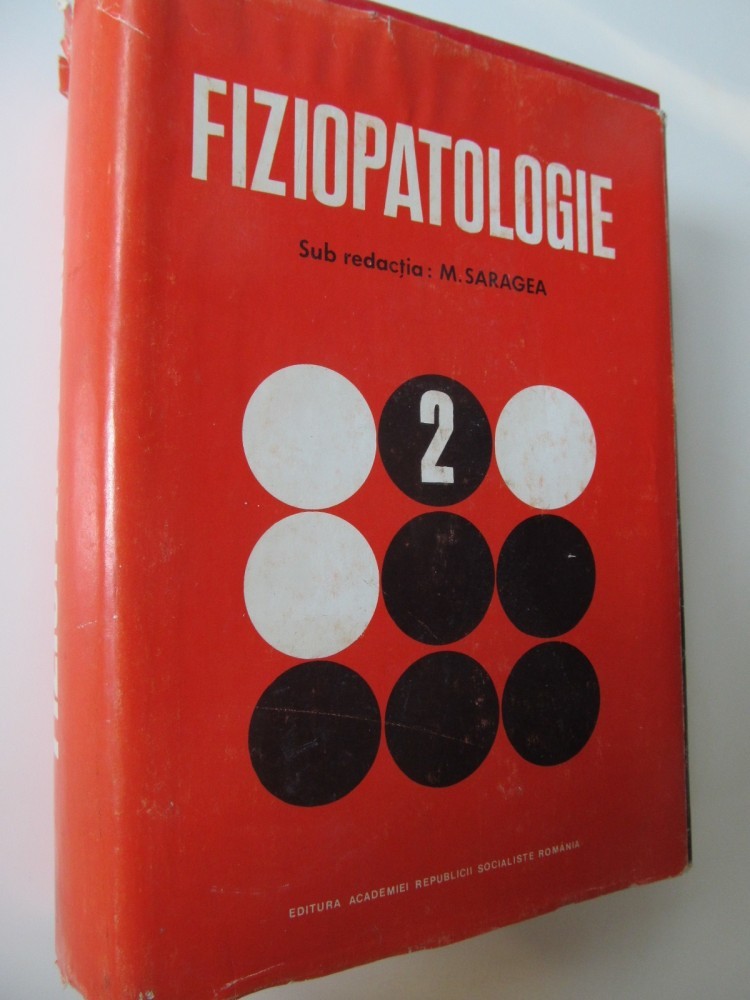 FIZIOPATOLOGIE
Sub redacția: M. SARAGEA
2
EDITURA ACADEMIEI REPUBLICII SOCIALISTE ROMÂNIA